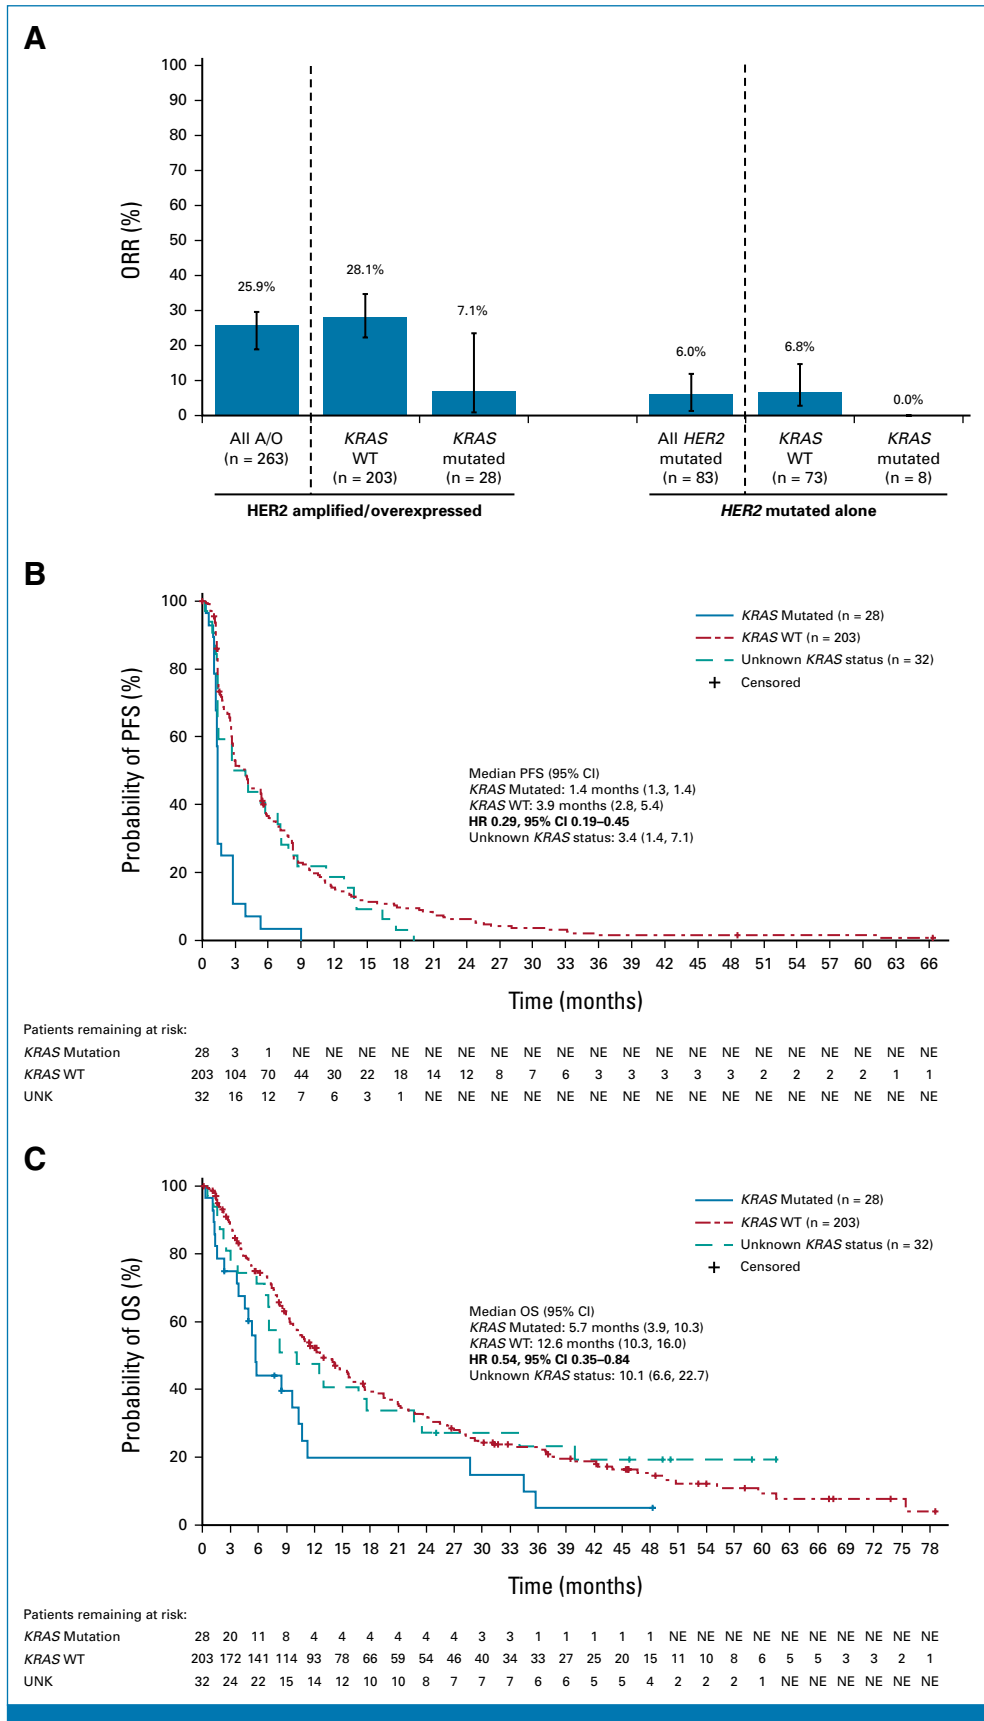 A
100
90
80
70
60
50
40
30
20
10
0
ORR (%)
25.9%
28.1%
7.1%
6.0%
6.8%
0.0%
All A/O
(n = 263)
KRAS
WT
(n = 203)
KRAS
mutated
(n = 28)
All HER2
mutated
(n = 83)
KRAS
WT
(n = 73)
KRAS
mutated
(n = 8)
HER2 amplified/overexpressed
HER2 mutated alone
B
100
80
60
40
20
0
Probability of PFS (%)
KRAS Mutated (n = 28)
KRAS WT (n = 203)
Unknown KRAS status (n = 32)
Censored
Median PFS (95% CI)
KRAS Mutated: 1.4 months (1.3, 1.4)
KRAS WT: 3.9 months (2.8, 5.4)
HR 0.29, 95% CI 0.19–0.45
Unknown KRAS status: 3.4 (1.4, 7.1)
0 3 6 9 12 15 18 21 24 27 30 33 36 39 42 45 48 51 54 57 60 63 66
Time (months)
Patients remaining at risk:
KRAS Mutation 28 3 1 NE NE NE NE NE NE NE NE NE NE NE NE NE NE NE NE NE NE NE NE
KRAS WT 203 104 70 44 30 22 18 14 12 8 7 6 3 3 3 3 3 2 2 2 2 1 1
UNK 32 16 12 7 6 3 1 NE NE NE NE NE NE NE NE NE NE NE NE NE NE NE NE
C
100
80
60
40
20
0
Probability of OS (%)
KRAS Mutated (n = 28)
KRAS WT (n = 203)
Unknown KRAS status (n = 32)
Censored
Median OS (95% CI)
KRAS Mutated: 5.7 months (3.9, 10.3)
KRAS WT: 12.6 months (10.3, 16.0)
HR 0.54, 95% CI 0.35–0.84
Unknown KRAS status: 10.1 (6.6, 22.7)
0 3 6 9 12 15 18 21 24 27 30 33 36 39 42 45 48 51 54 57 60 63 66 69 72 75 78
Time (months)
Patients remaining at risk:
KRAS Mutation 28 20 11 8 4 4 4 4 4 4 3 3 1 1 1 1 1 NE NE NE NE NE NE NE NE NE NE
KRAS WT 203 172 141 114 93 78 66 59 54 46 40 34 33 27 25 20 15 11 10 8 6 5 5 3 3 2 1
UNK 32 24 22 15 14 12 10 10 8 7 7 7 6 6 5 5 4 2 2 2 1 NE NE NE NE NE NE